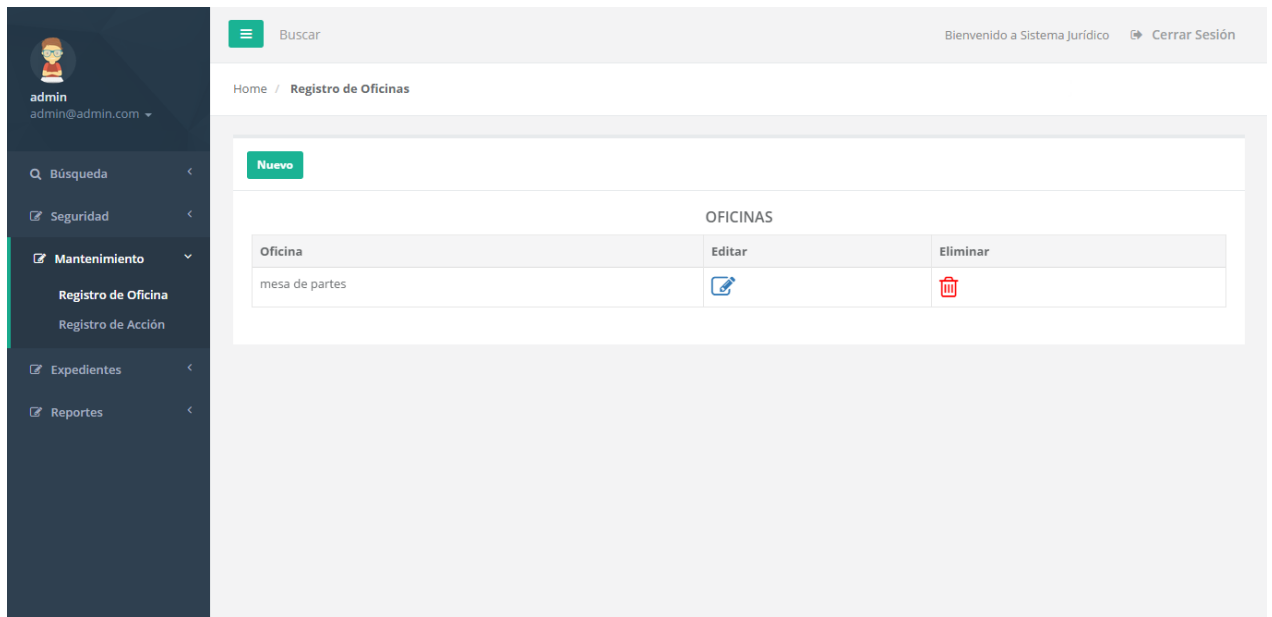 admin
admin@admin.com
Búsqueda
Seguridad
Mantenimiento
Registro de Oficina
Registro de Acción
Expedientes
Reportes
Buscar
Bienvenido a Sistema Jurídico
Cerrar Sesión
Home / Registro de Oficinas
Nuevo
OFICINAS
Oficina Editar Eliminar
mesa de partes